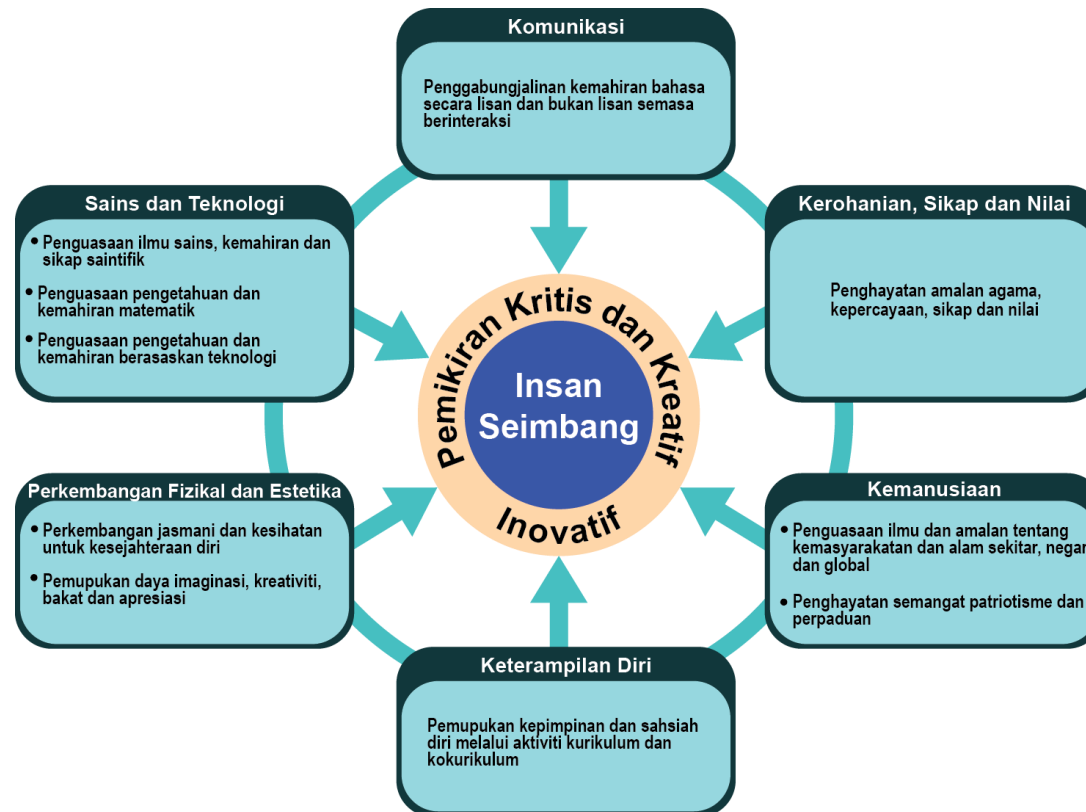 Komunikasi
Penggabungjalinan kemahiran bahasa
secara lisan dan bukan lisan semasa
berinteraksi
Sains dan Teknologi
• Penguasaan ilmu sains, kemahiran dan
sikap saintifik
• Penguasaan pengetahuan dan
kemahiran matematik
• Penguasaan pengetahuan dan
kemahiran berasaskan teknologi
Kerohanian, Sikap dan Nilai
Penghayatan amalan agama,
kepercayaan, sikap dan nilai
Pemikiran Kritis dan Kreatif
Inovatif
Insan
Seimbang
Perkembangan Fizikal dan Estetika
• Perkembangan jasmani dan kesihatan
untuk kesejahteraan diri
• Pemupukan daya imaginasi, kreativiti,
bakat dan apresiasi
Kemanusiaan
• Penguasaan ilmu dan amalan tentang
kemasyarakatan dan alam sekitar, negar
dan global
• Penghayatan semangat patriotisme dan
perpaduan
Keterampilan Diri
Pemupukan kepimpinan dan sahsiah
diri melalui aktiviti kurikulum dan
kokurikulum